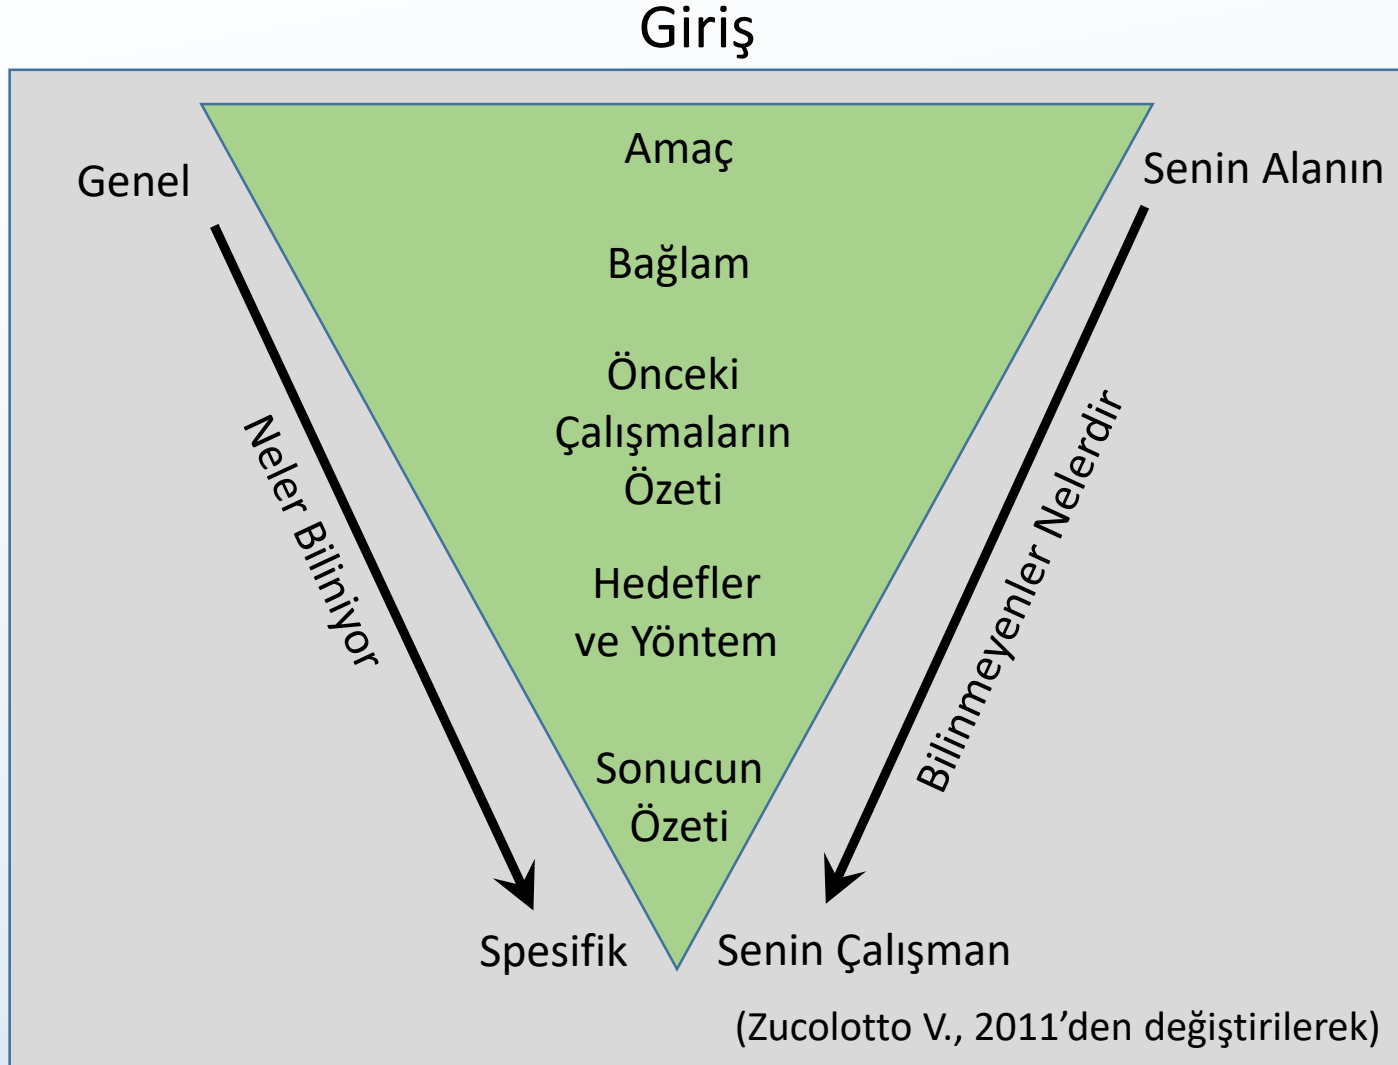 Giriş
Genel
Amaç
Senin Alanın
Bağlam
Önceki
Çalışmaların
Özeti
Neler Biliniyor
Bilinmeyenler Nelerdir
Hedefler
ve Yöntem
Sonucun
Özeti
Spesifik
Senin Çalışman
(Zucolotto V., 2011’den değiştirilerek)